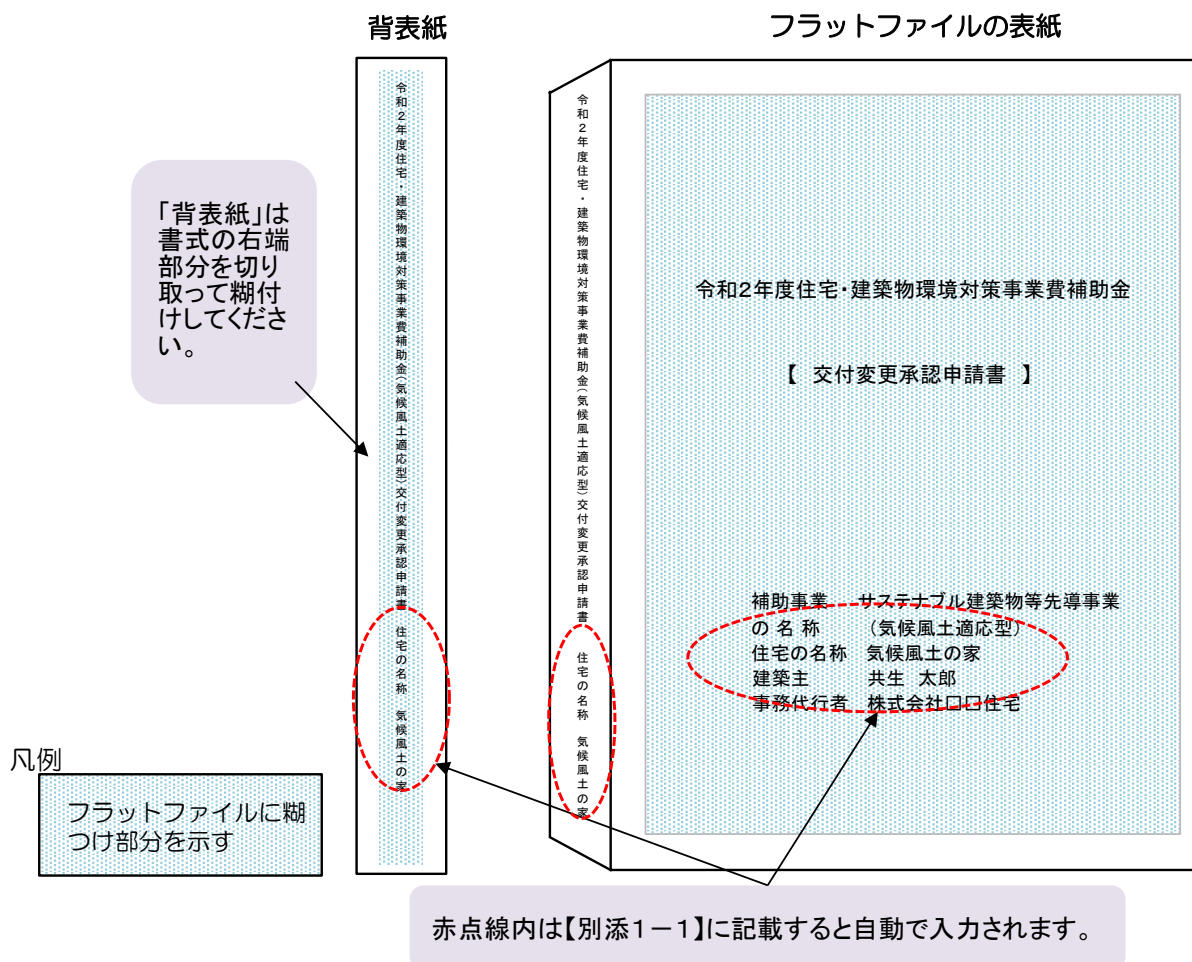 背表紙
フラットファイルの表紙
「背表紙」は
書式の右端
部分を切り
取って糊付
けしてくださ
い。
令和2年度住宅・建築物環境対策事業費補助金(気候風土適応型)交付変更承認申請書　住宅の名称　気候風土の家
令和2年度住宅・建築物環境対策事業費補助金(気候風土適応型)交付変更承認申請書　住宅の名称　気候風土の家
令和2年度住宅・建築物環境対策事業費補助金
【　交付変更承認申請書　】
補助事業　サステナブル建築物等先導事業
の 名 称　（気候風土適応型）
住宅の名称　気候風土の家
建築主　共生　太郎
事務代行者　株式会社口口住宅
凡例
フラットファイルに糊
つけ部分を示す
赤点線内は【別添1－1】に記載すると自動で入力されます。